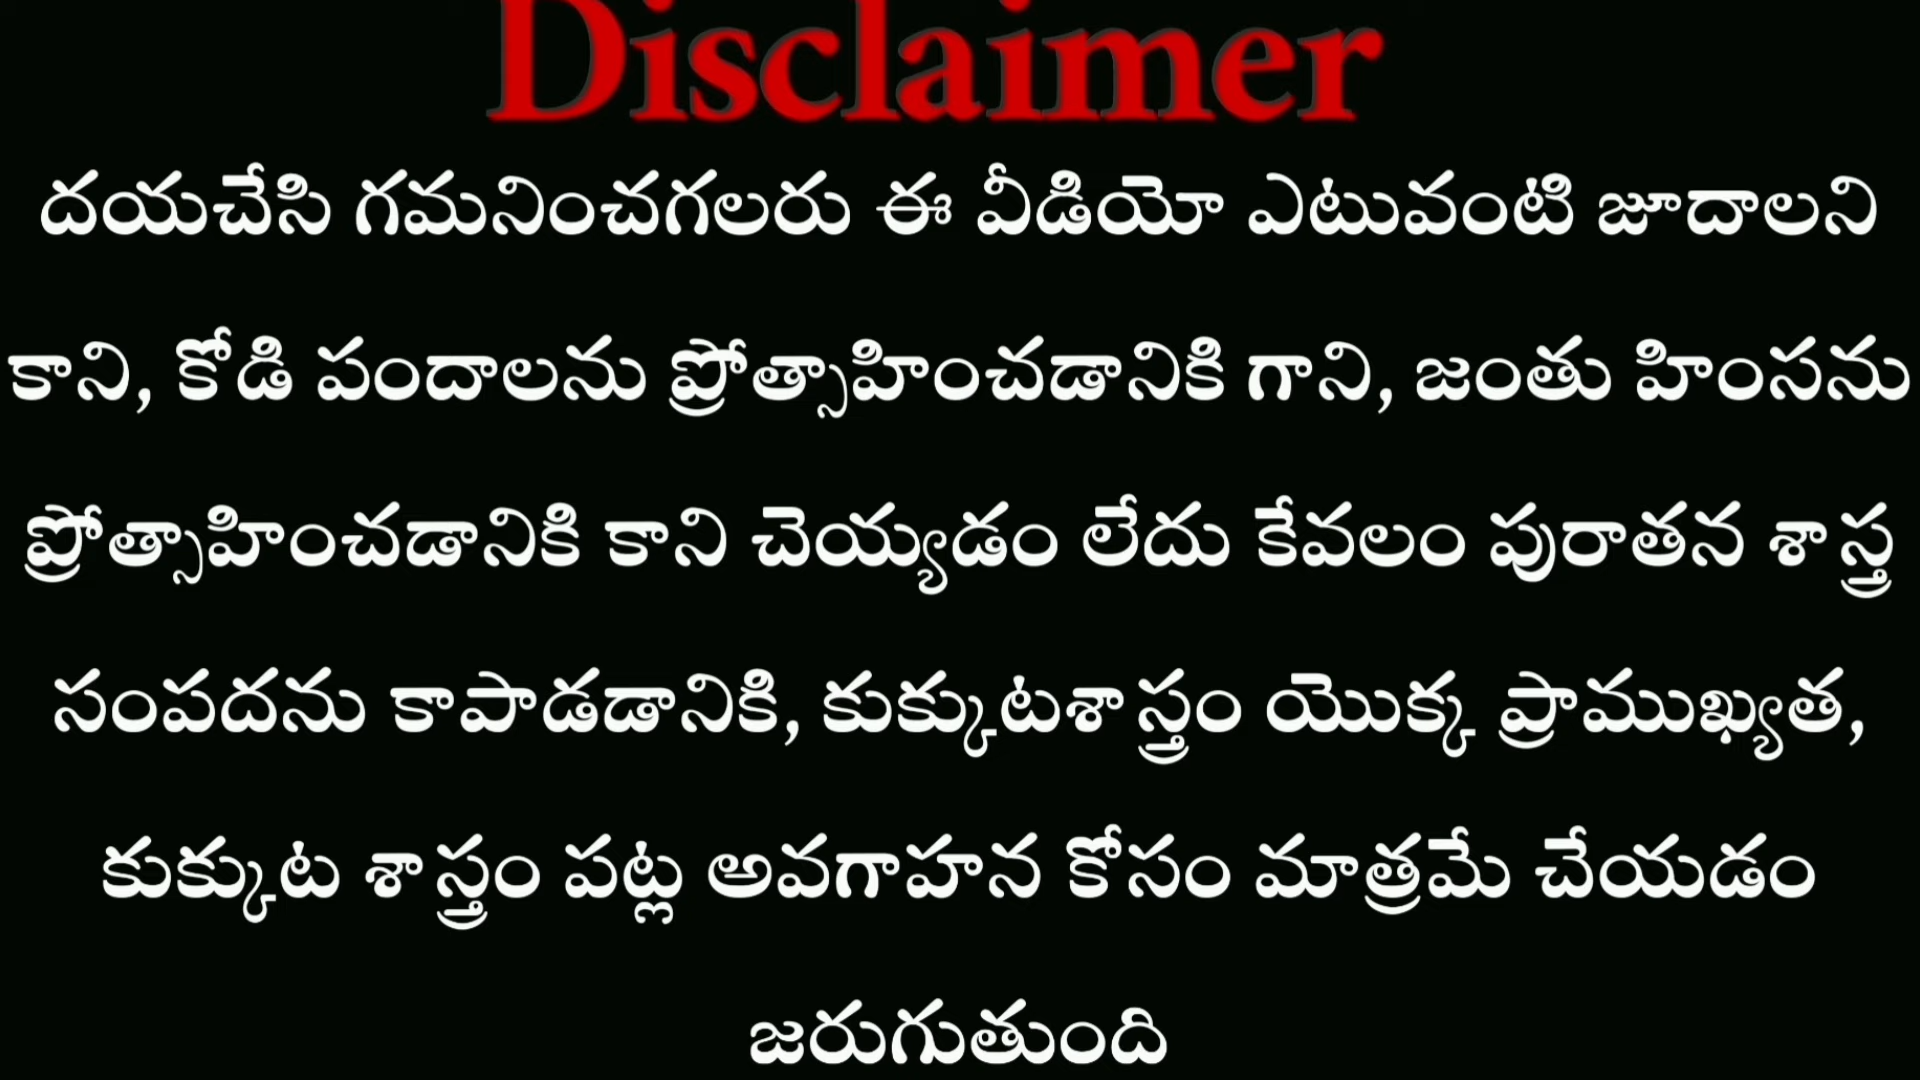 Disclaimer
దయచేసి గమనించగలరు ఈ వీడియో ఎటువంటి జూదాలని
కాని, కోడి పందాలను ప్రోత్సాహించడానికి గాని, జంతు హింసను
ప్రోత్సాహించడానికి కాని చెయ్యడం లేదు కేవలం పురాతన శాస్త్ర
సంపదను కాపాడడానికి, కుక్కుటశాస్త్రం యొక్క ప్రాముఖ్యత,
కుక్కుట శాస్త్రం పట్ల అవగాహన కోసం మాత్రమే చేయడం
జరుగుతుంది